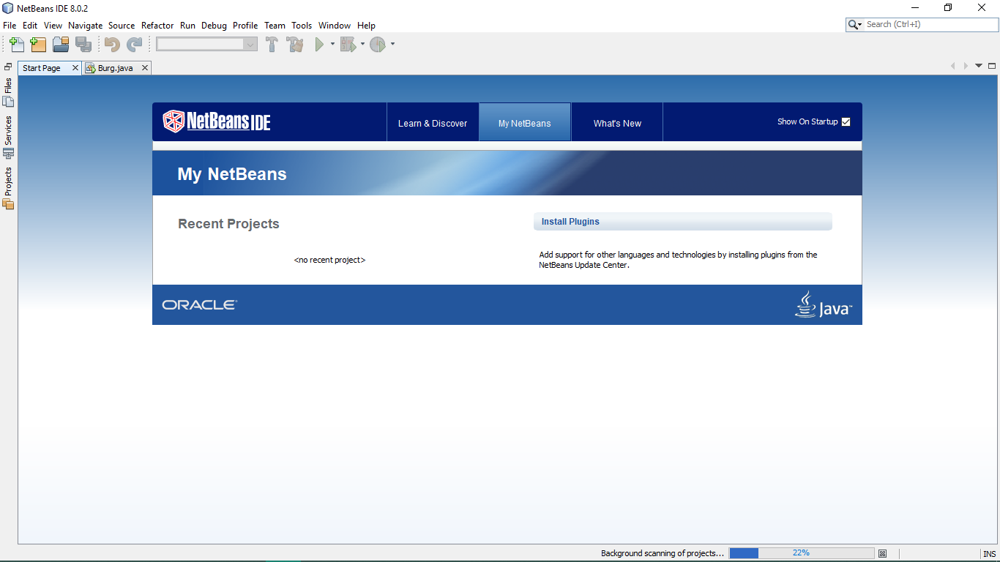 NetBeans IDE 8.0.2
File Edit View Navigate Source Refactor Run Debug Profile Team Tools Window Help
Search (Ctrl+I)
Start Page
Burg.java
Files
Services
Projects
NetBeans IDE
Learn & Discover
My NetBeans
What's New
Show On Startup
My NetBeans
Recent Projects
<no recent project>
Install Plugins
Add support for other languages and technologies by installing plugins from the
NetBeans Update Center.
ORACLE
Java™
Background scanning of projects...
22%
INS